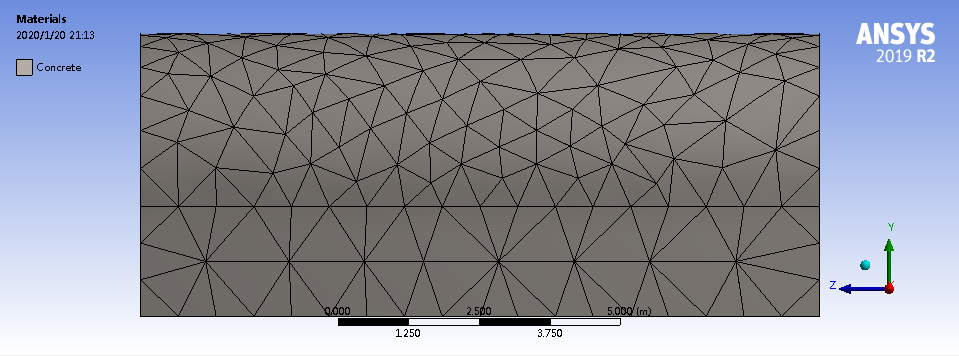 Materials
2020/1/20 21:13
Concrete
ANSYS
2019 R2
Y
Z
0.000 2.500 5.000 (m)
1.250 3.750